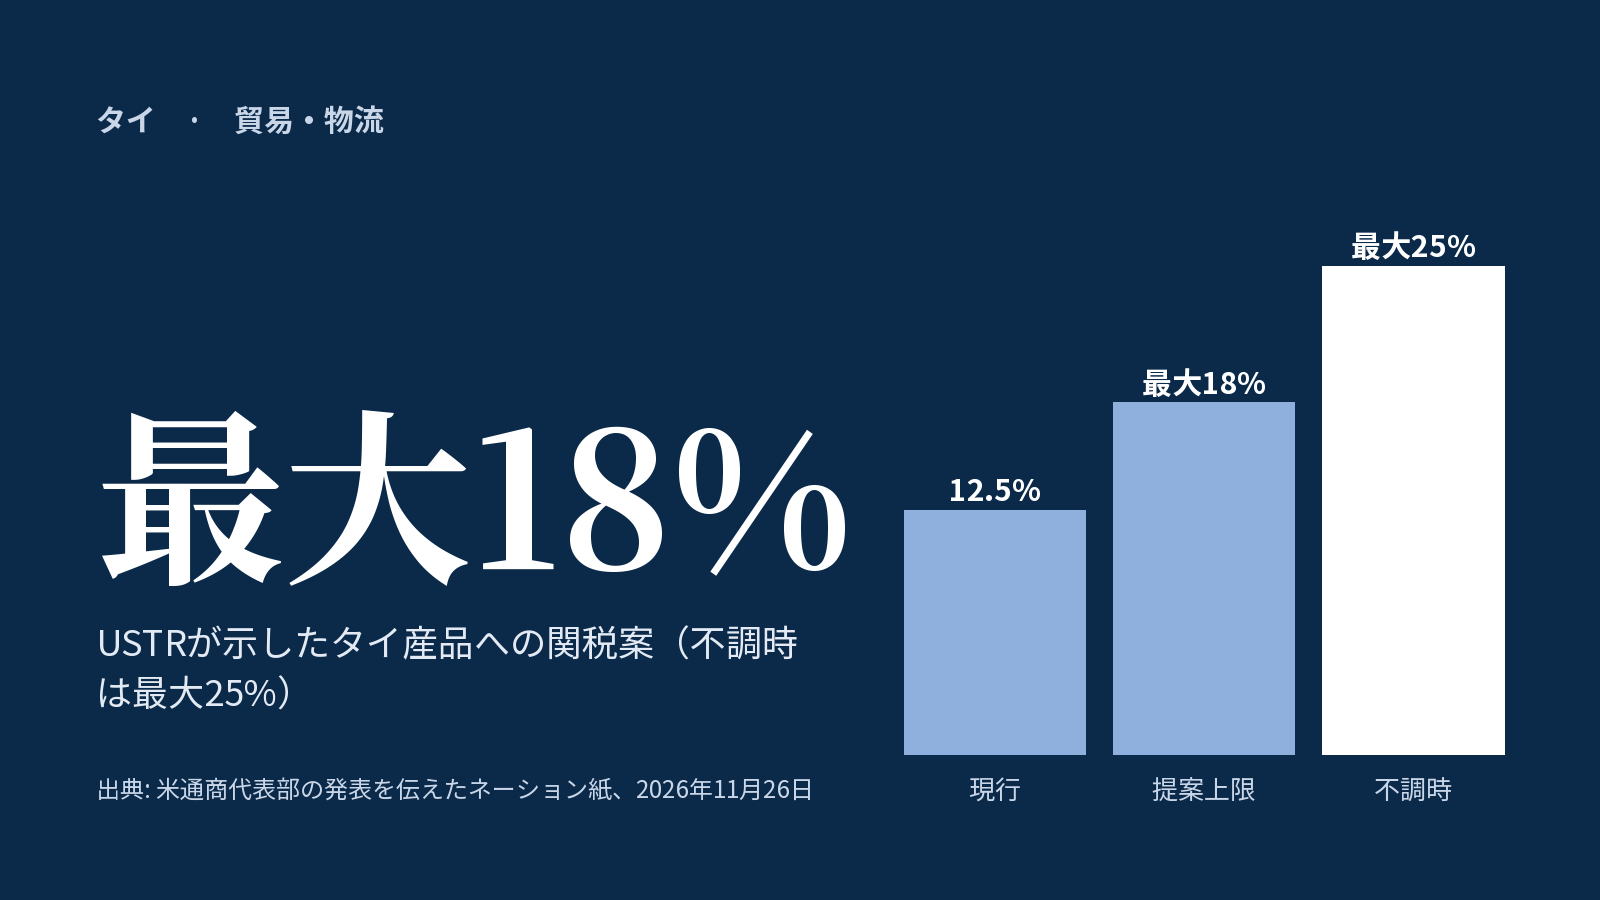 タイ · 貿易・物流
最大18%
USTRが示したタイ産品への関税案（不調時
は最大25%）
出典: 米通商代表部の発表を伝えたネーション紙、2026年11月26日
12.5%
最大18%
最大25%
現行
提案上限
不調時